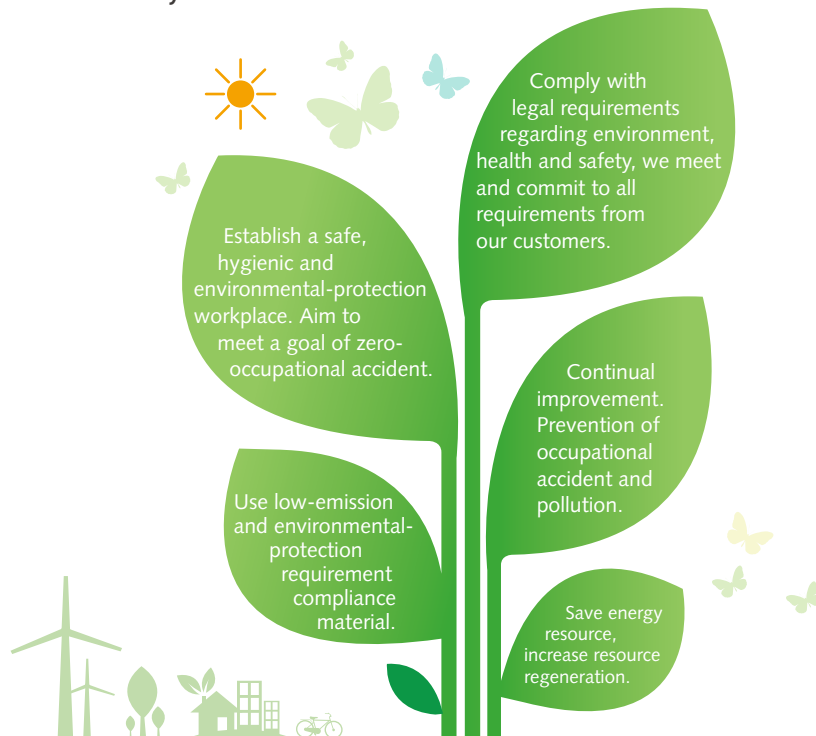 Comply with
legal requirements
regarding environment,
health and safety, we meet
and commit to all
requirements from
our customers.
Establish a safe,
hygienic and
environmental-protection
workplace. Aim to
meet a goal of zero-
occupational accident.
Continual
improvement.
Prevention of
occupational
accident and
pollution.
Use low-emission
and environmental-
protection
requirement
compliance
material.
Save energy
resource,
increase resource
regeneration.